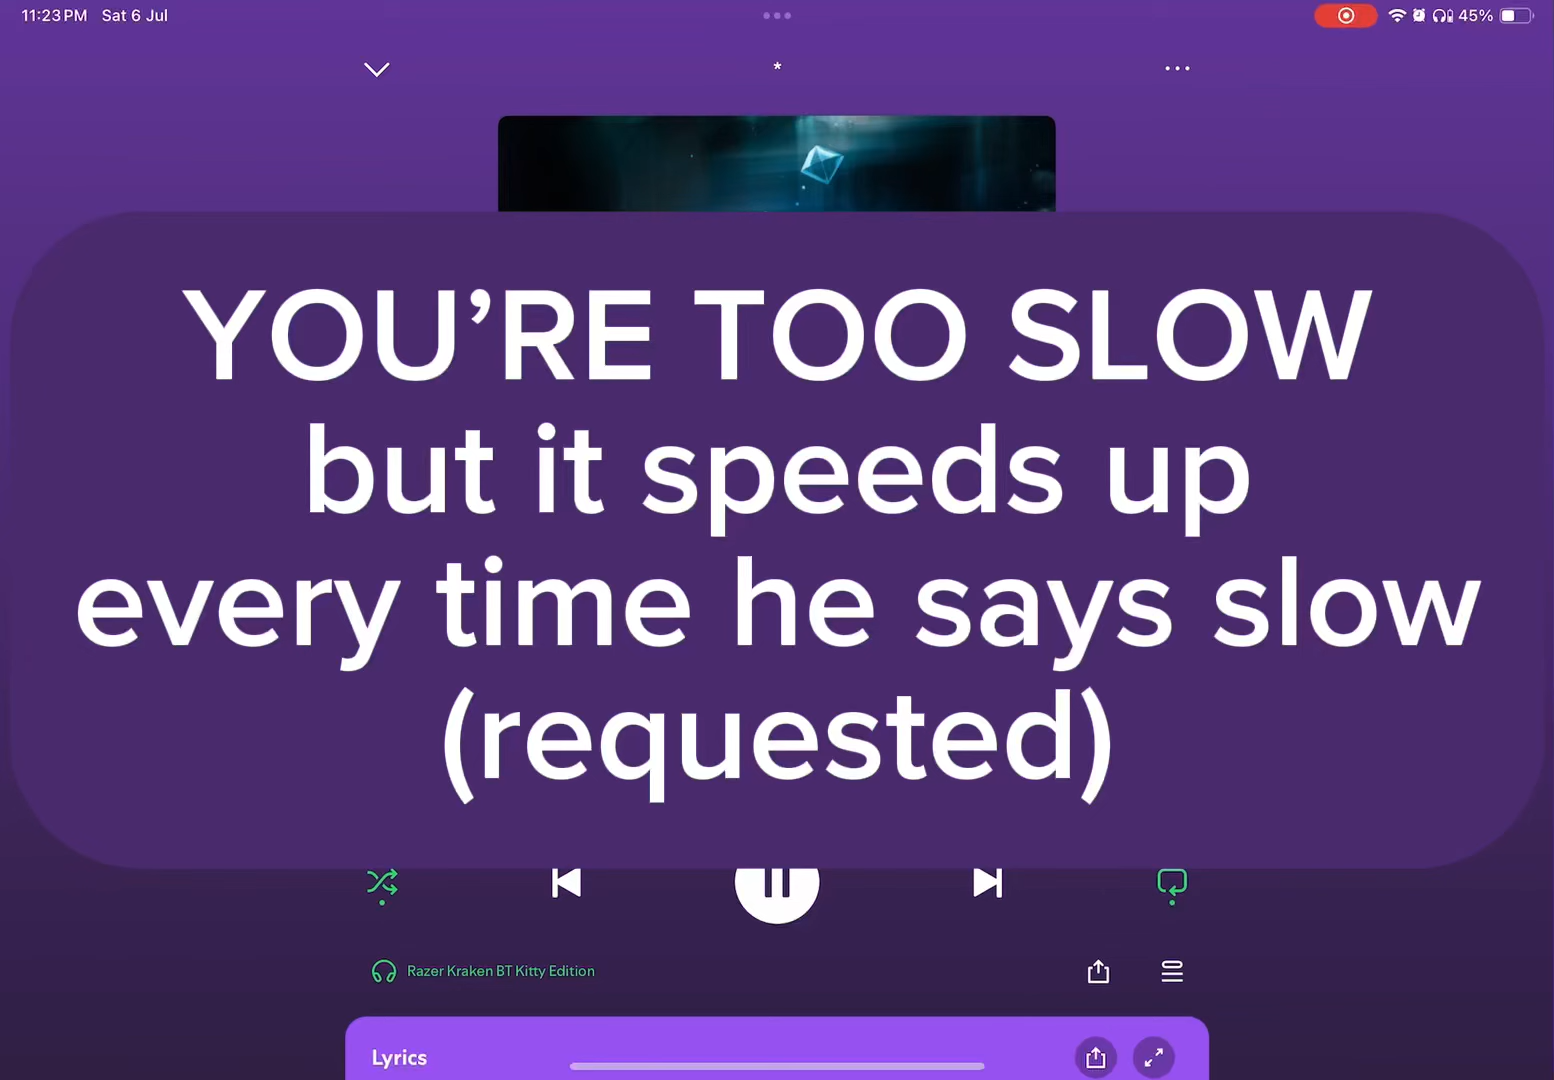 11:23 PM Sat 6 Jul
45%
*
YOU’RE TOO SLOW
but it speeds up
every time he says slow
(requested)
Razer Kraken BT Kitty Edition
Lyrics